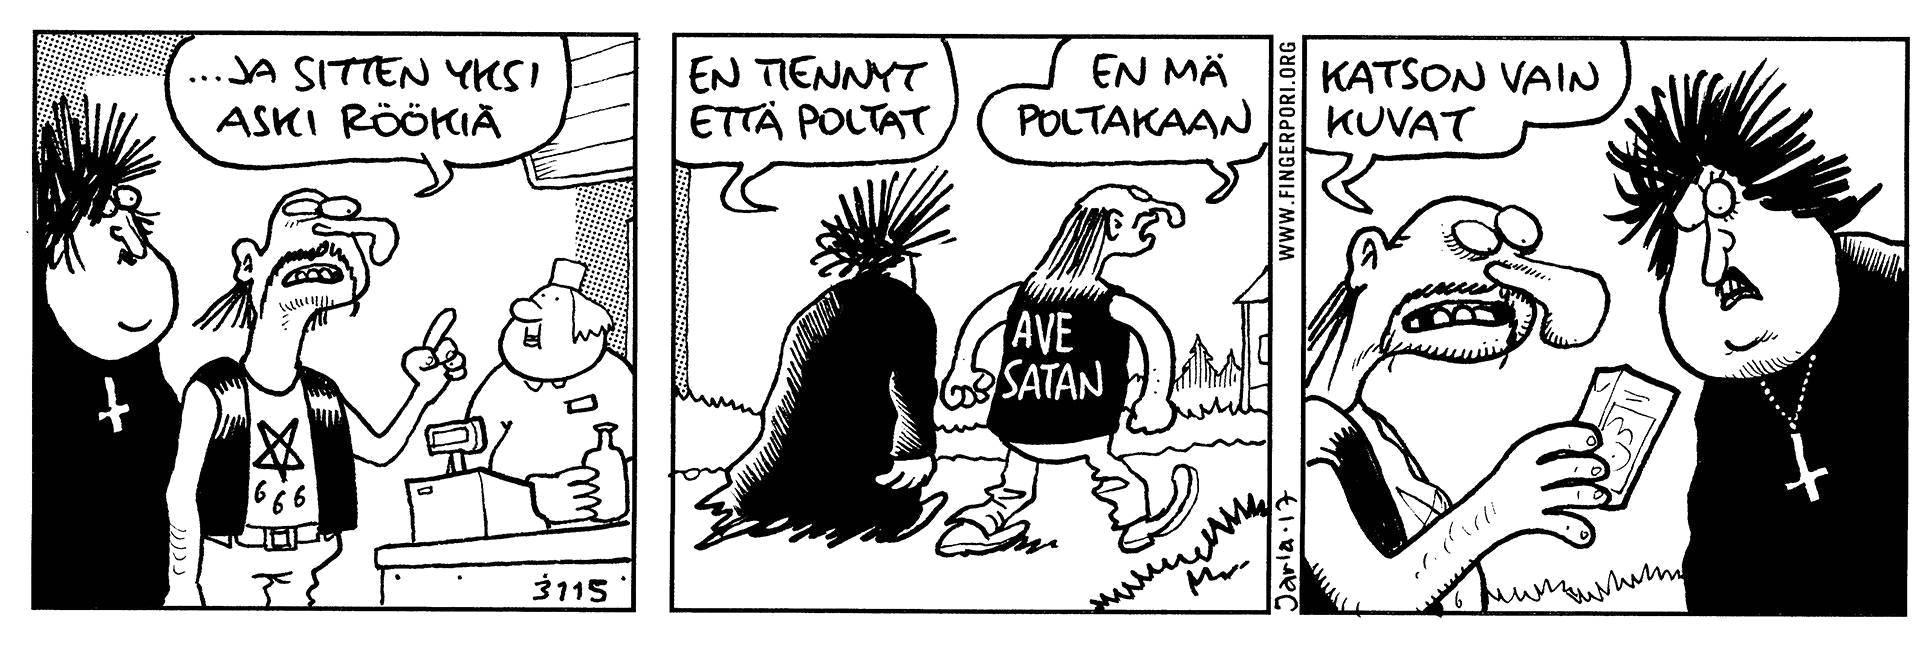 ...JA SITTEN YKSI
ASKI RÖÖKIÄ
666
3115
EN TIENNYT
ETTÄ POLTAT
EN MÄ
POLTAKAAN
AVE
SATAN
WWW.FINGERPORI.ORG
Jarla.17
KATSON VAIN
KUVAT
6